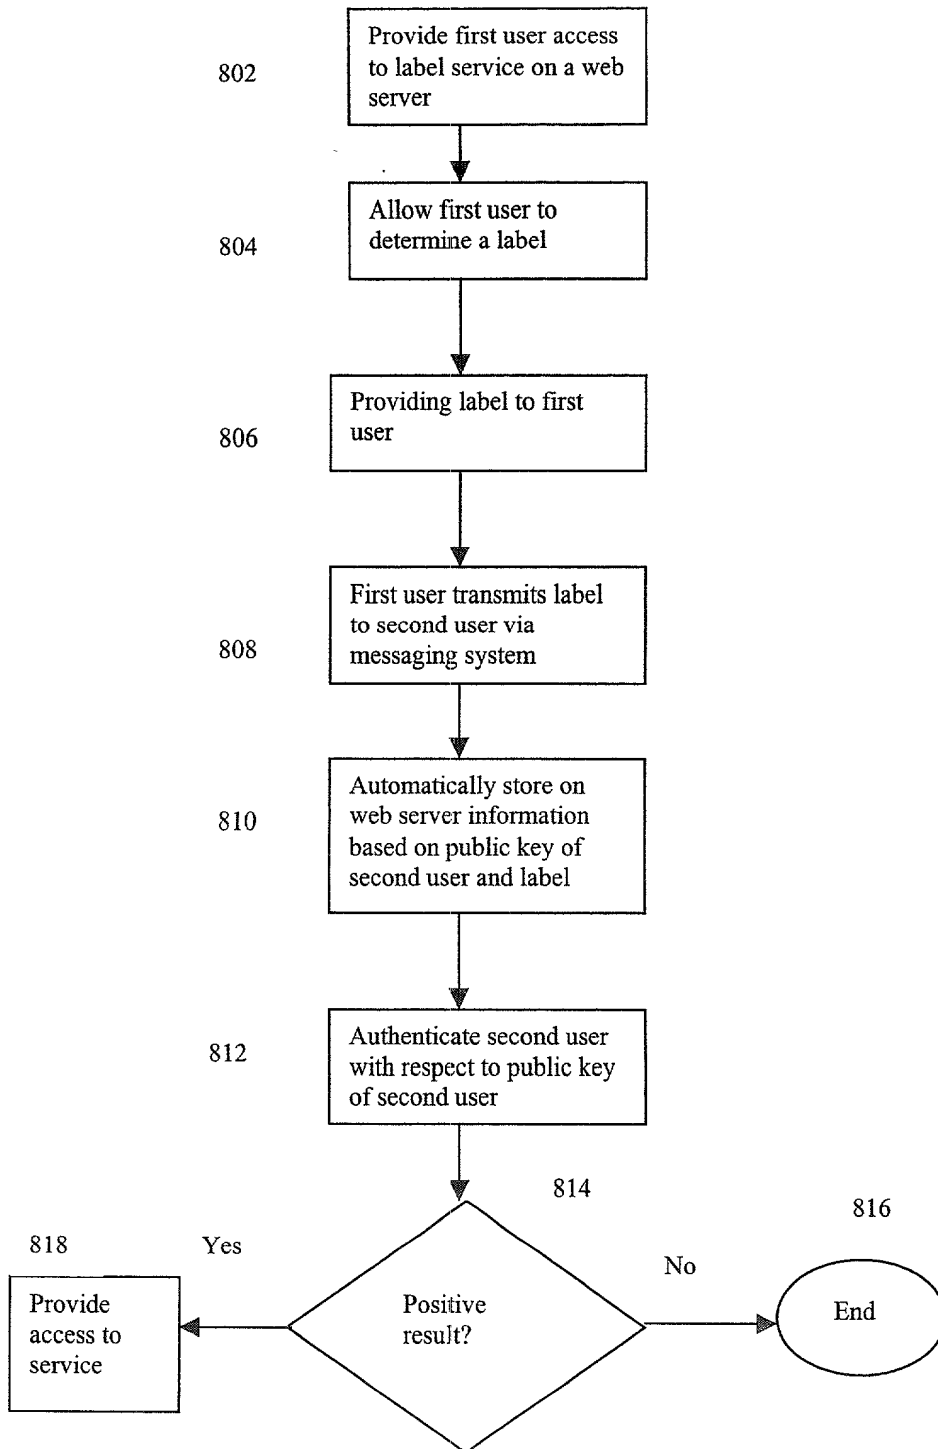 Provide first user access
to label service on a web
server
802
Allow first user to
determine a label
804
Providing label to first
user
806
First user transmits label
to second user via
messaging system
808
Automatically store on
web server information
based on public key of
second user and label
810
Authenticate second user
with respect to public key
of second user
812
814
816
818
Yes
No
Provide
access to
service
Positive
result?
End